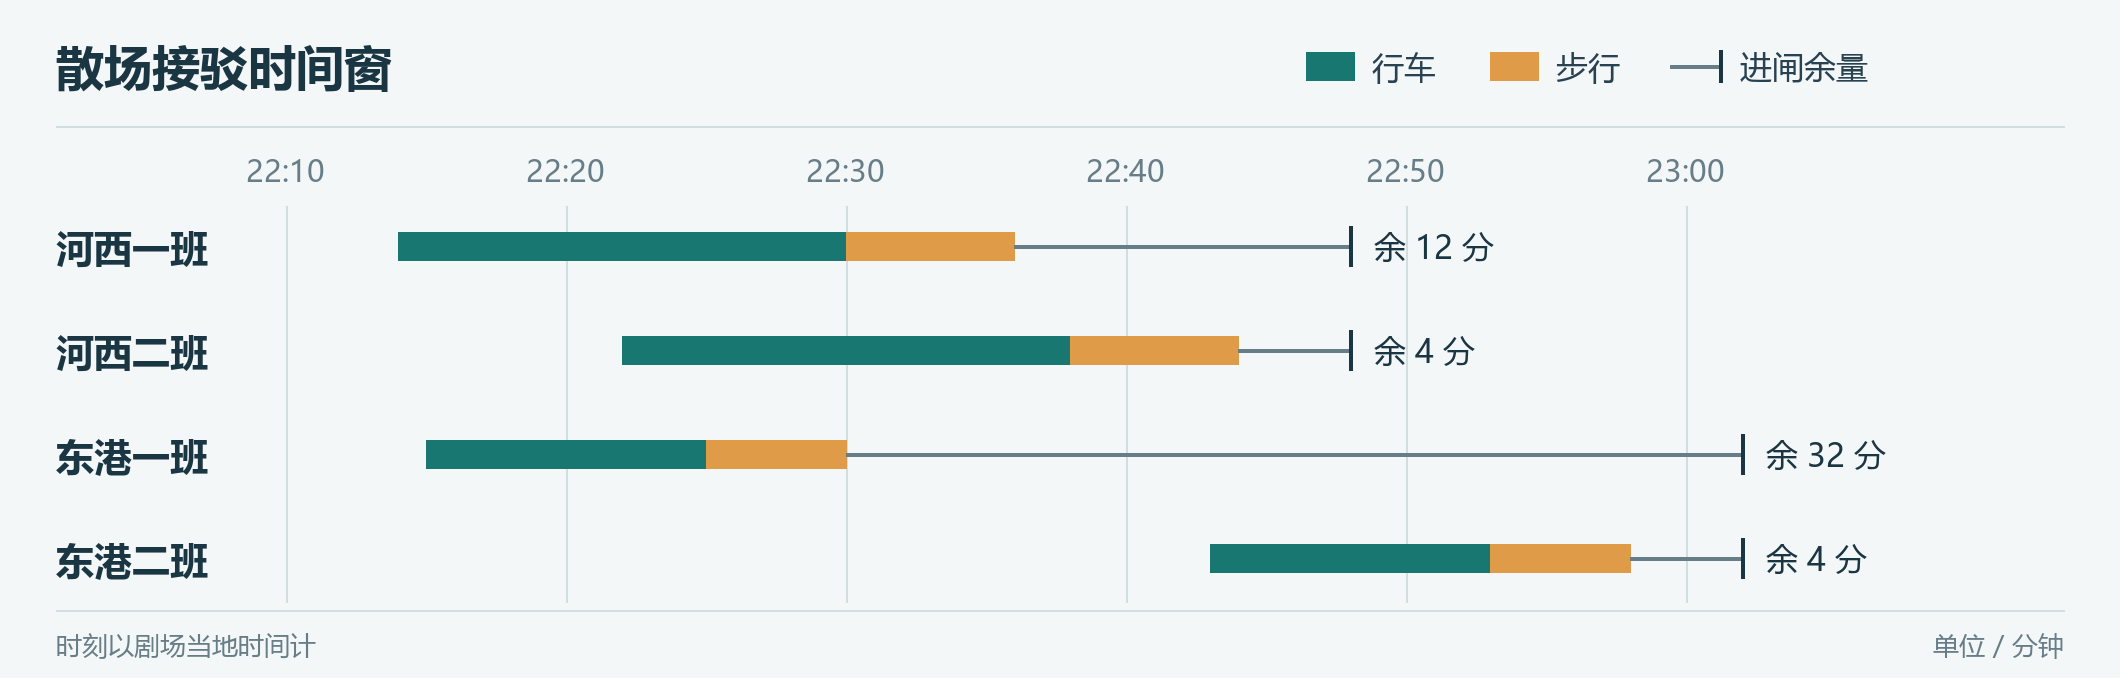 散场接驳时间窗
行车 步行 进闸余量
22:10 22:20 22:30 22:40 22:50 23:00
河西一班 余 12 分
河西二班 余 4 分
东港一班 余 32 分
东港二班 余 4 分
时刻以剧场当地时间计
单位 / 分钟